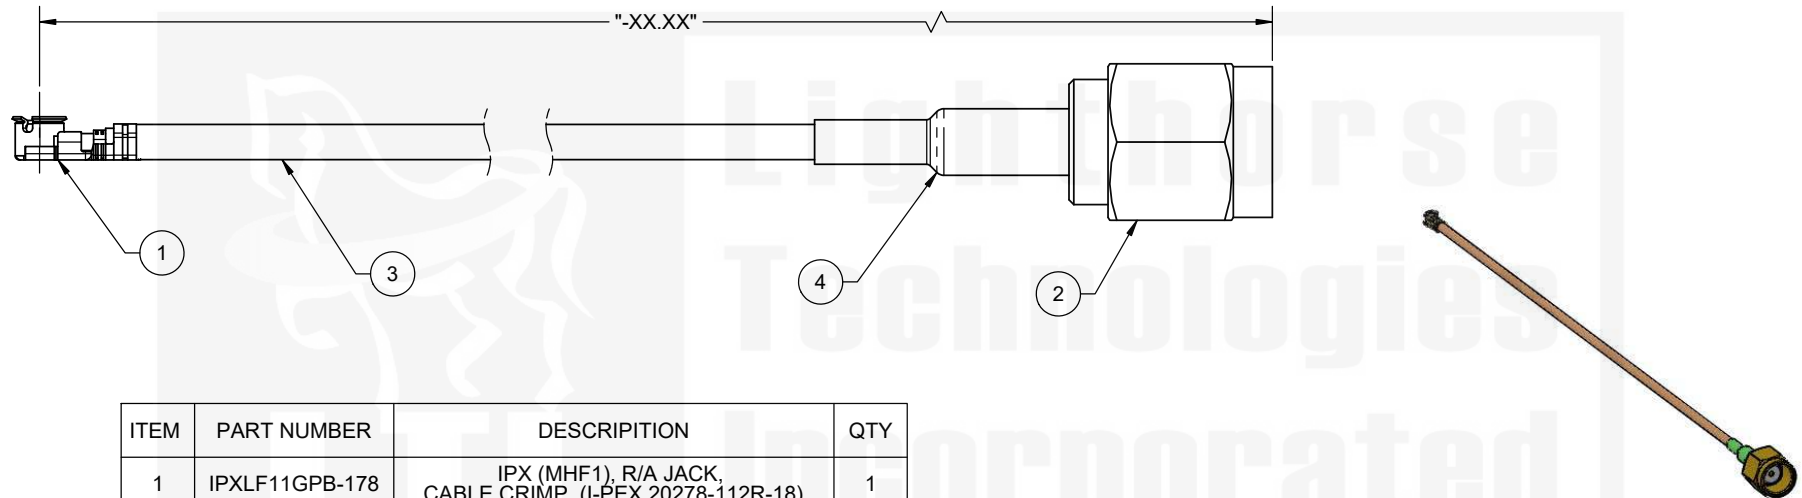 "-XX.XX"
Lighthorse
Technologies
Incorporated
1
3
4
2
ITEM PART NUMBER DESCRIPITION QTY
1 IPXLF11GPB-178 IPX (MHF1), R/A JACK, 1
CABLE CRIMP, (I-PEX 20278-112R-18)